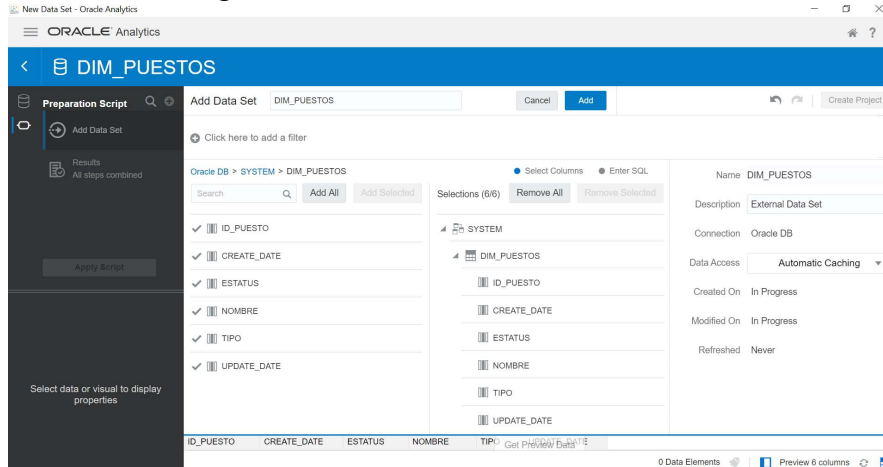 New Data Set - Oracle Analytics
ORACLE Analytics
?
DIM_PUESTOS
Preparation Script
Add Data Set
Results
All steps combined
Apply Script
Select data or visual to display
properties
Add Data Set DIM_PUESTOS Cancel Add Create Project
Click here to add a filter
Oracle DB > SYSTEM > DIM_PUESTOS
Search Add All Add Selected
ID_PUESTO
CREATE_DATE
ESTATUS
NOMBRE
TIPO
UPDATE_DATE
Select Columns Enter SQL
Selections (6/6) Remove All Remove Selected
SYSTEM
DIM_PUESTOS
ID_PUESTO
CREATE_DATE
ESTATUS
NOMBRE
TIPO
UPDATE_DATE
Name DIM_PUESTOS
Description External Data Set
Connection Oracle DB
Data Access Automatic Caching
Created On In Progress
Modified On In Progress
Refreshed Never
ID_PUESTO CREATE_DATE ESTATUS NOMBRE TIPO UPDATE_DATE
Get Preview Data
0 Data Elements Preview 6 columns